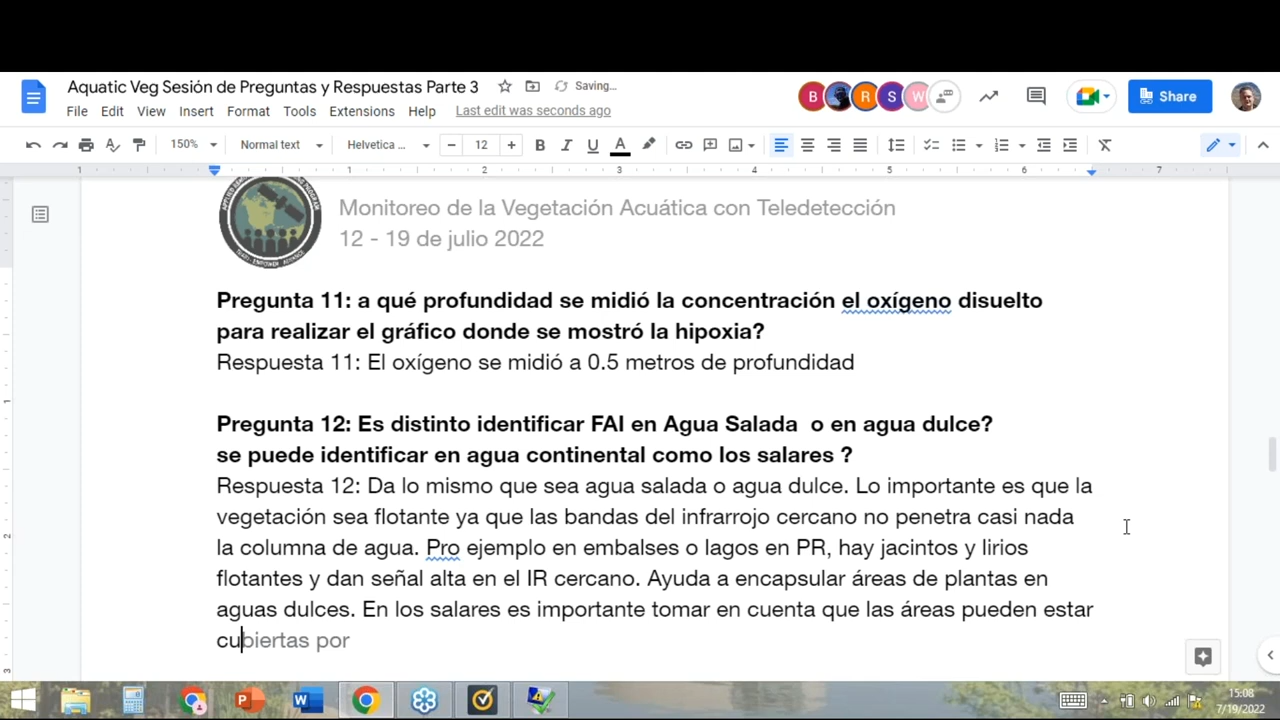 Aquatic Veg Sesión de Preguntas y Respuestas Parte 3
Saving...
B R S W
Share
File Edit View Insert Format Tools Extensions Help Last edit was seconds ago
150% Normal text Helvetica ... 12 B I U A
1 1 2 3 4 5 6 7
Monitoreo de la Vegetación Acuática con Teledetección
12 - 19 de julio 2022
Pregunta 11: a qué profundidad se midió la concentración el oxígeno disuelto
para realizar el gráfico donde se mostró la hipoxia?
Respuesta 11: El oxígeno se midió a 0.5 metros de profundidad
Pregunta 12: Es distinto identificar FAI en Agua Salada o en agua dulce?
se puede identificar en agua continental como los salares ?
Respuesta 12: Da lo mismo que sea agua salada o agua dulce. Lo importante es que la
vegetación sea flotante ya que las bandas del infrarrojo cercano no penetra casi nada
la columna de agua. Pro ejemplo en embalses o lagos en PR, hay jacintos y lirios
flotantes y dan señal alta en el IR cercano. Ayuda a encapsular áreas de plantas en
aguas dulces. En los salares es importante tomar en cuenta que las áreas pueden estar
cubiertas por
15:08
7/19/2022